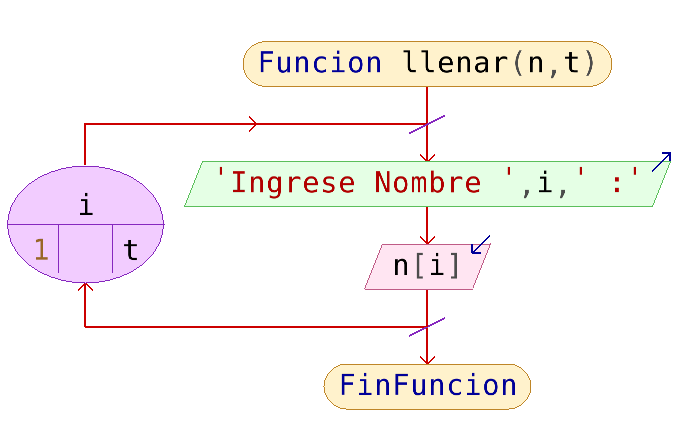 Funcion llenar(n,t)
'Ingrese Nombre ',i,' :'
i
1 t
n[i]
FinFuncion